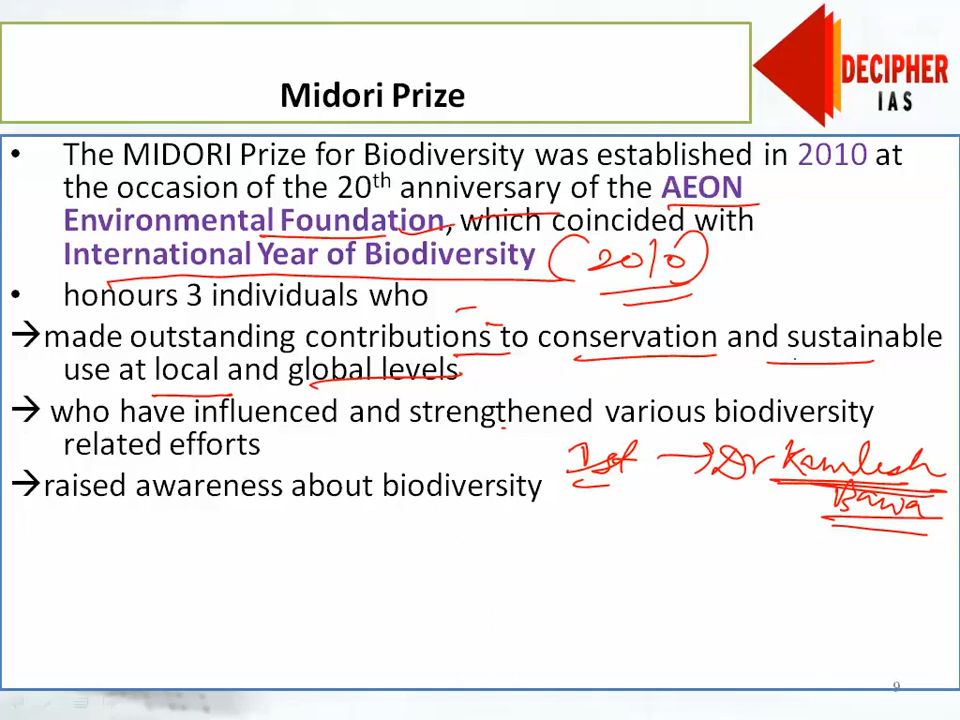 Midori Prize
DECIPHER
IAS
• The MIDORI Prize for Biodiversity was established in 2010 at
the occasion of the 20th anniversary of the AEON
Environmental Foundation, which coincided with
International Year of Biodiversity (2010)
• honours 3 individuals who
→made outstanding contributions to conservation and sustainable
use at local and global levels
→ who have influenced and strengthened various biodiversity
related efforts
→raised awareness about biodiversity
1st → Dr Kamlesh
Bawa
9